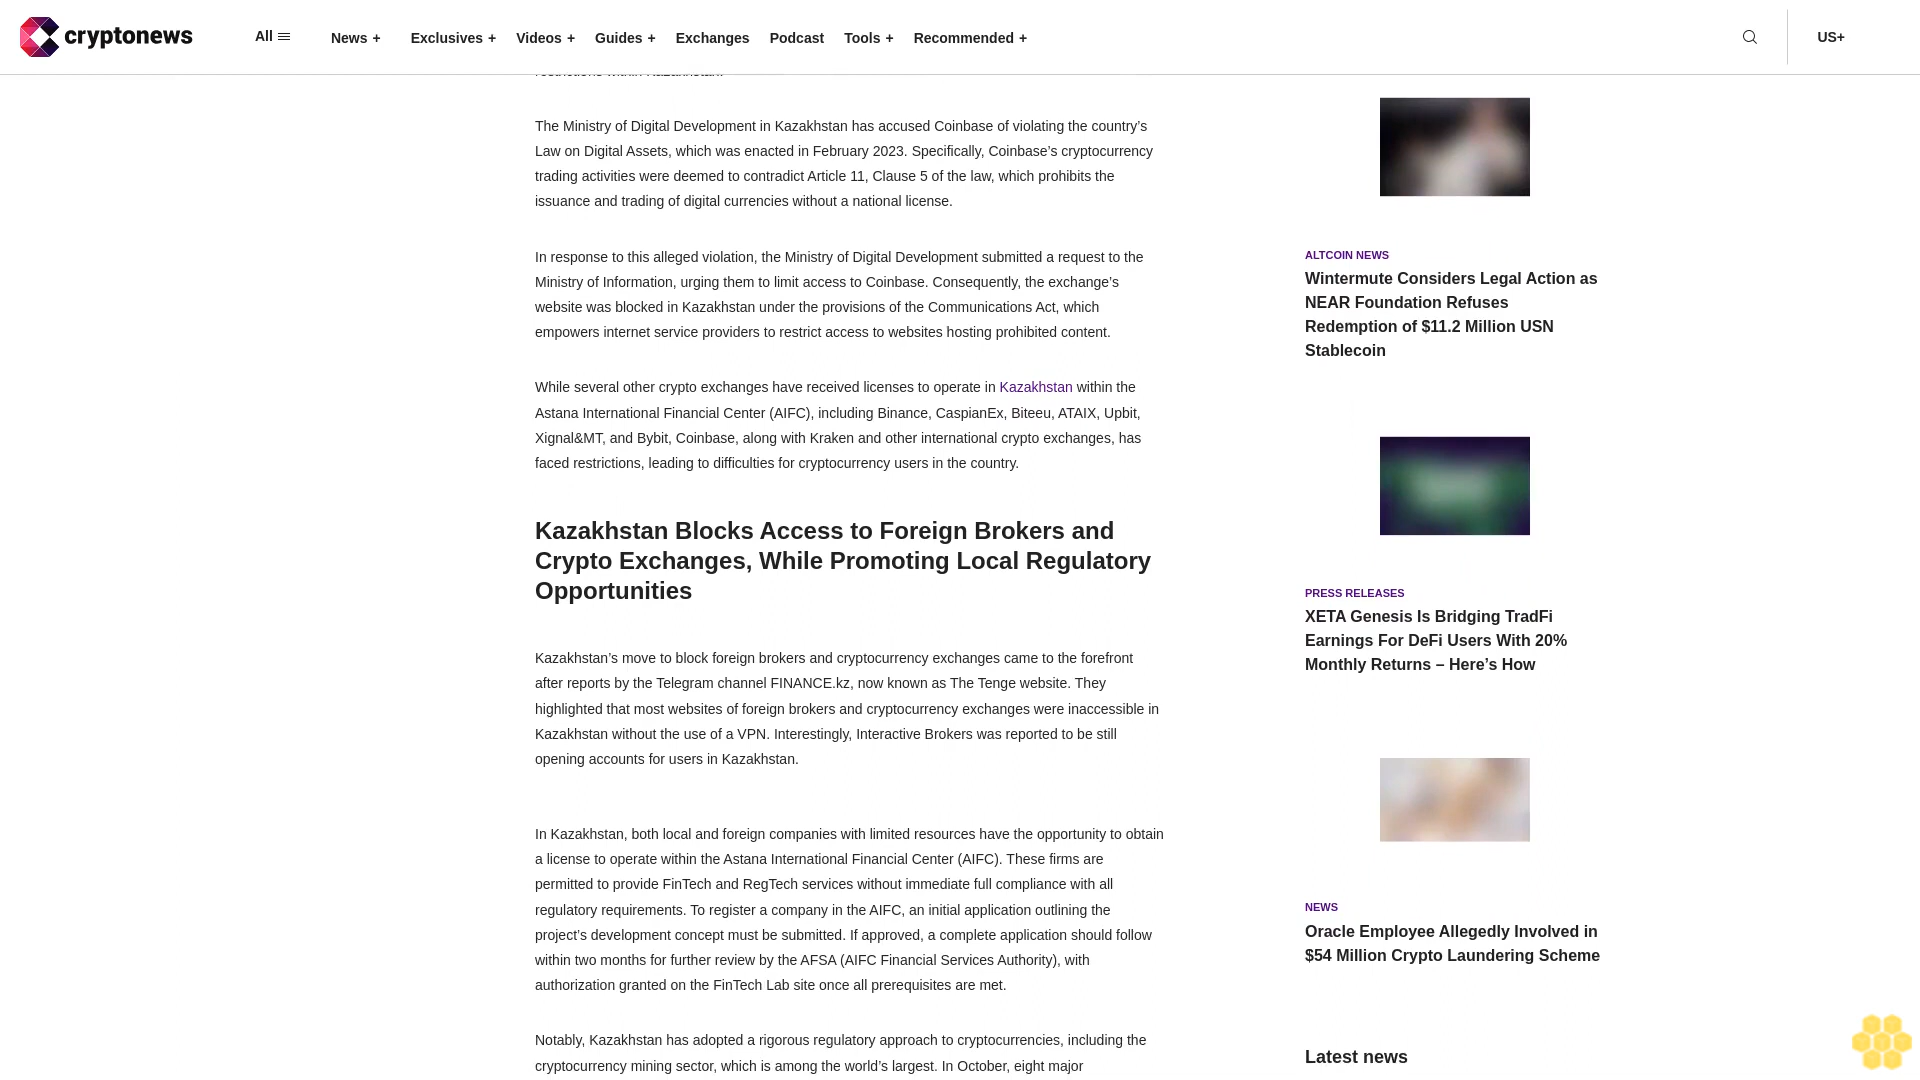 cryptonews
All
News +
Exclusives +
Videos +
Guides +
Exchanges
Podcast
Tools +
Recommended +
US+
restrictions within Kazakhstan.
The Ministry of Digital Development in Kazakhstan has accused Coinbase of violating the country’s
Law on Digital Assets, which was enacted in February 2023. Specifically, Coinbase’s cryptocurrency
trading activities were deemed to contradict Article 11, Clause 5 of the law, which prohibits the
issuance and trading of digital currencies without a national license.
In response to this alleged violation, the Ministry of Digital Development submitted a request to the
Ministry of Information, urging them to limit access to Coinbase. Consequently, the exchange’s
website was blocked in Kazakhstan under the provisions of the Communications Act, which
empowers internet service providers to restrict access to websites hosting prohibited content.
While several other crypto exchanges have received licenses to operate in Kazakhstan within the
Astana International Financial Center (AIFC), including Binance, CaspianEx, Biteeu, ATAIX, Upbit,
Xignal&MT, and Bybit, Coinbase, along with Kraken and other international crypto exchanges, has
faced restrictions, leading to difficulties for cryptocurrency users in the country.
Kazakhstan Blocks Access to Foreign Brokers and
Crypto Exchanges, While Promoting Local Regulatory
Opportunities
Kazakhstan’s move to block foreign brokers and cryptocurrency exchanges came to the forefront
after reports by the Telegram channel FINANCE.kz, now known as The Tenge website. They
highlighted that most websites of foreign brokers and cryptocurrency exchanges were inaccessible in
Kazakhstan without the use of a VPN. Interestingly, Interactive Brokers was reported to be still
opening accounts for users in Kazakhstan.
In Kazakhstan, both local and foreign companies with limited resources have the opportunity to obtain
a license to operate within the Astana International Financial Center (AIFC). These firms are
permitted to provide FinTech and RegTech services without immediate full compliance with all
regulatory requirements. To register a company in the AIFC, an initial application outlining the
project’s development concept must be submitted. If approved, a complete application should follow
within two months for further review by the AFSA (AIFC Financial Services Authority), with
authorization granted on the FinTech Lab site once all prerequisites are met.
Notably, Kazakhstan has adopted a rigorous regulatory approach to cryptocurrencies, including the
cryptocurrency mining sector, which is among the world’s largest. In October, eight major
ALTCOIN NEWS
Wintermute Considers Legal Action as
NEAR Foundation Refuses
Redemption of $11.2 Million USN
Stablecoin
PRESS RELEASES
XETA Genesis Is Bridging TradFi
Earnings For DeFi Users With 20%
Monthly Returns – Here’s How
NEWS
Oracle Employee Allegedly Involved in
$54 Million Crypto Laundering Scheme
Latest news